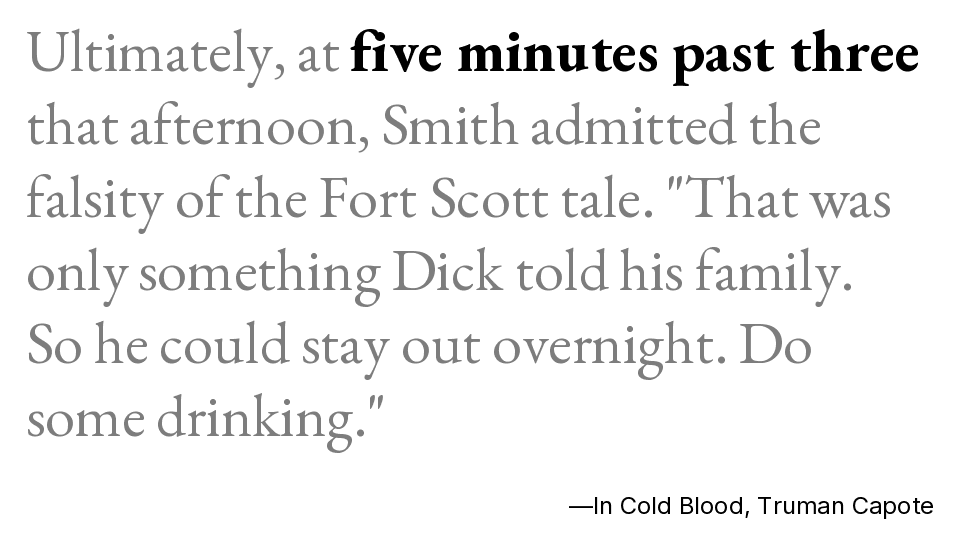 Ultimately, at five minutes past three
that afternoon, Smith admitted the
falsity of the Fort Scott tale. "That was
only something Dick told his family.
So he could stay out overnight. Do
some drinking."
—In Cold Blood, Truman Capote